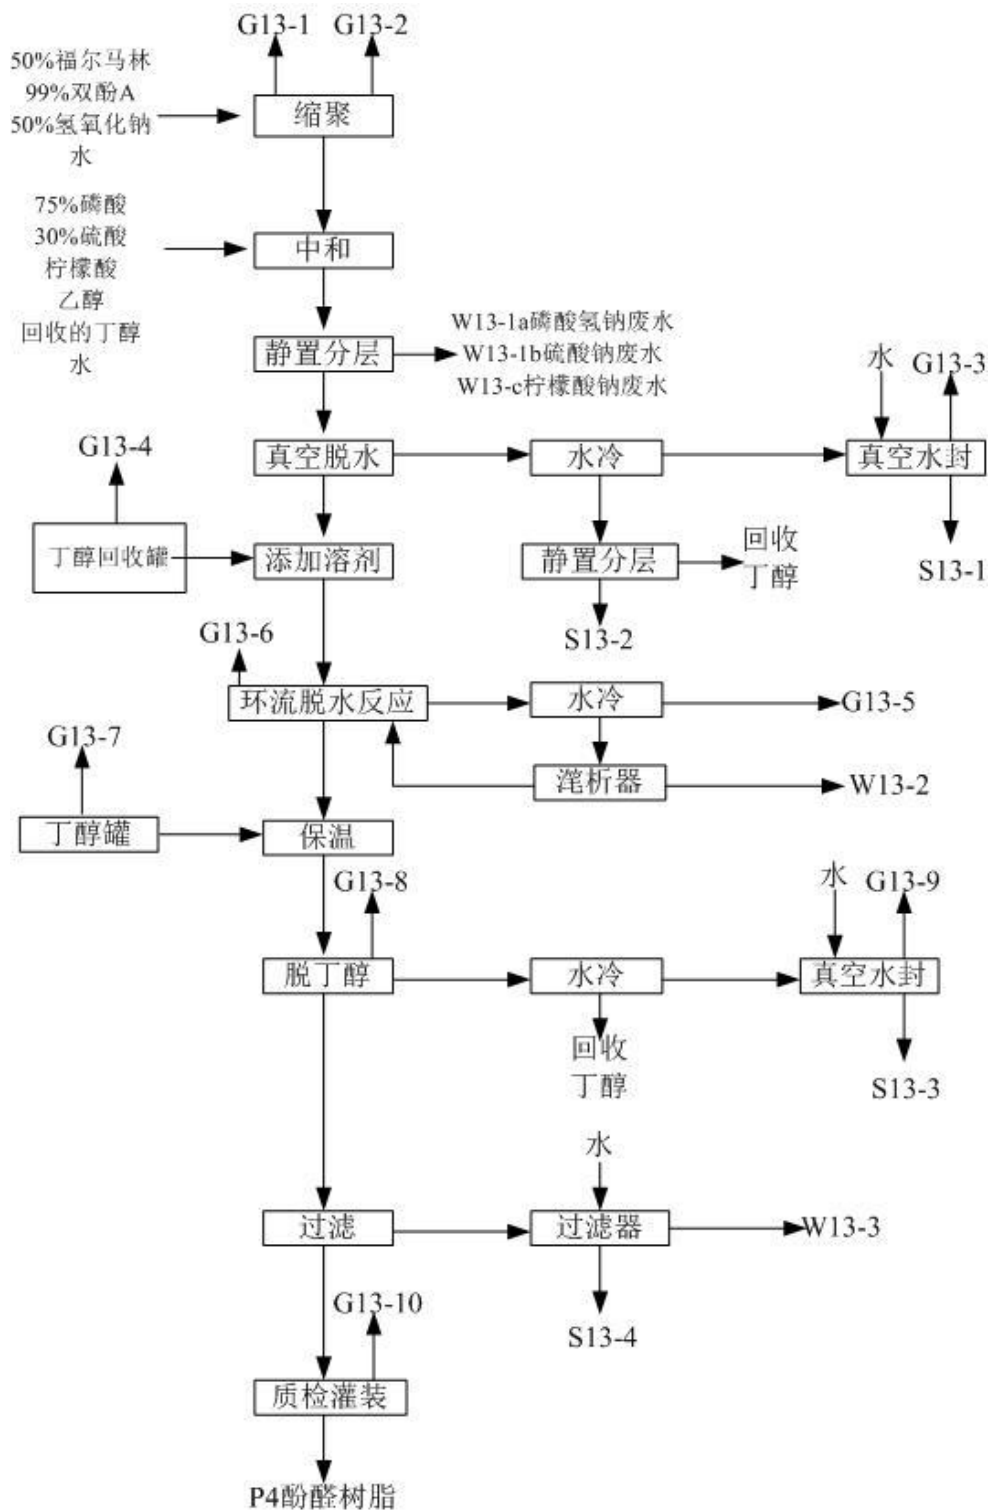 G13-1
G13-2
50%福尔马林
99%双酚A
50%氢氧化钠
水
缩聚
75%磷酸
30%硫酸
柠檬酸
乙醇
回收的丁醇
水
中和
静置分层
W13-1a磷酸氢钠废水
W13-1b硫酸钠废水
W13-c柠檬酸钠废水
水
G13-3
G13-4
真空脱水
水冷
真空水封
丁醇回收罐
添加溶剂
静置分层
回收
丁醇
S13-1
S13-2
G13-6
环流脱水反应
水冷
G13-5
G13-7
滗析器
W13-2
丁醇罐
保温
G13-8
水
G13-9
脱丁醇
水冷
真空水封
回收
丁醇
S13-3
水
过滤
过滤器
W13-3
G13-10
S13-4
质检灌装
P4酚醛树脂